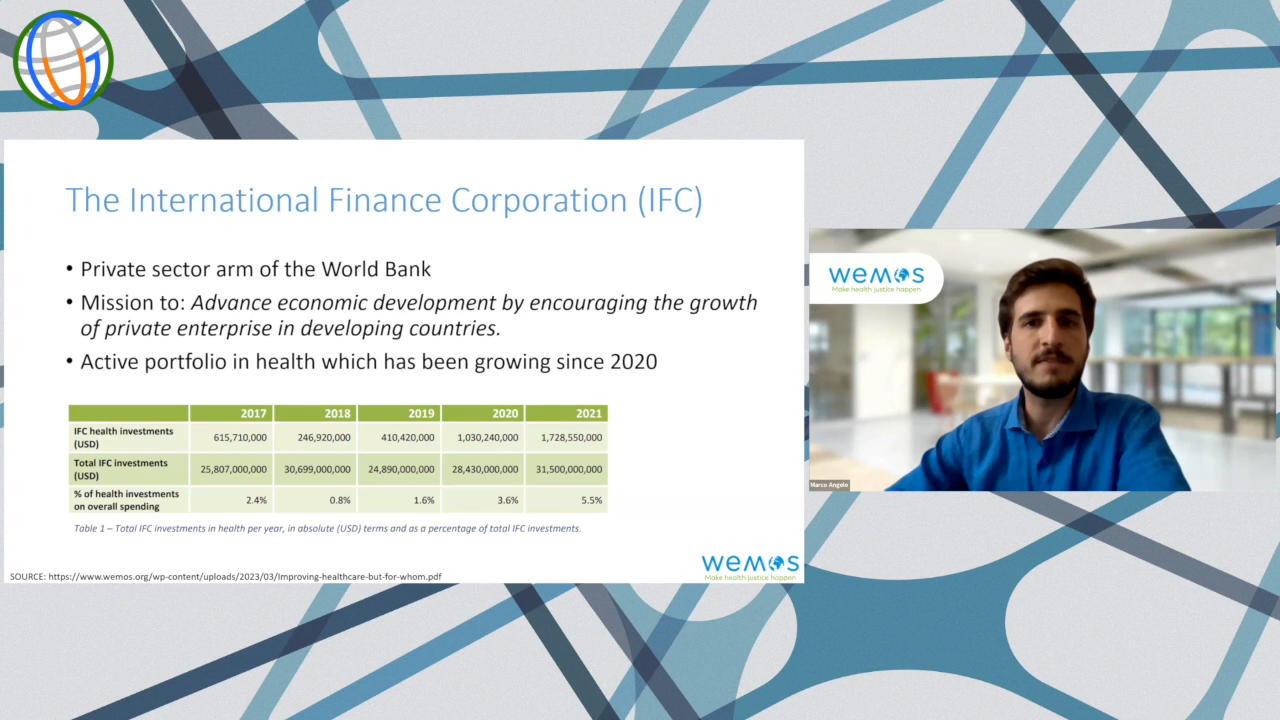 The International Finance Corporation (IFC)
• Private sector arm of the World Bank
• Mission to: Advance economic development by encouraging the growth
of private enterprise in developing countries.
• Active portfolio in health which has been growing since 2020
2017 2018 2019 2020 2021
IFC health investments
(USD) 615,710,000 246,920,000 410,420,000 1,030,240,000 1,728,550,000
Total IFC investments
(USD) 25,807,000,000 30,699,000,000 24,890,000,000 28,430,000,000 31,500,000,000
% of health investments
on overall spending 2.4% 0.8% 1.6% 3.6% 5.5%
Table 1 – Total IFC investments in health per year, in absolute (USD) terms and as a percentage of total IFC investments.
wemos
Make health justice happen
SOURCE: https://www.wemos.org/wp-content/uploads/2023/03/Improving-healthcare-but-for-whom.pdf
wemos
Make health justice happen
Marco Angelo